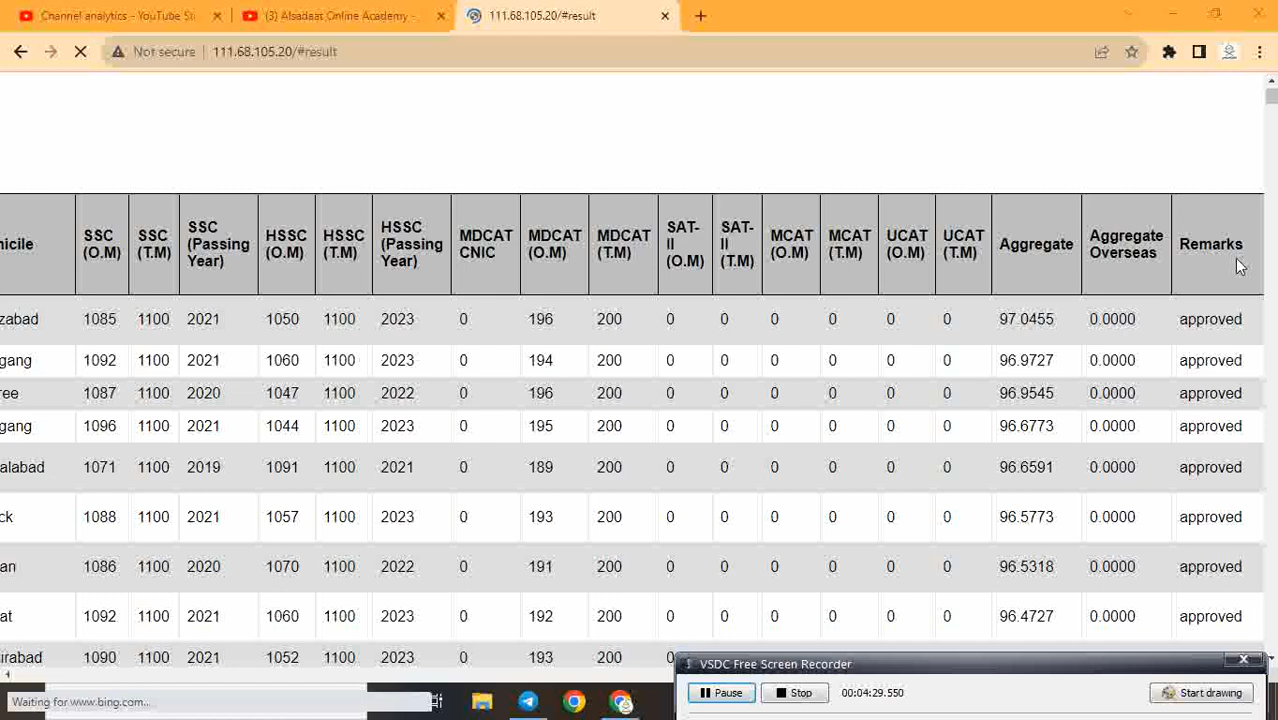 Channel analytics - YouTube St
(3) Alsadaat Online Academy -
111.68.105.20/#result
Not secure
111.68.105.20/#result
nicile SSC (O.M) SSC (T.M) SSC (Passing Year) HSSC (O.M) HSSC (T.M) HSSC (Passing Year) MDCAT CNIC MDCAT (O.M) MDCAT (T.M) SAT-II (O.M) SAT-II (T.M) MCAT (O.M) MCAT (T.M) UCAT (O.M) UCAT (T.M) Aggregate Aggregate Overseas Remarks
zabad 1085 1100 2021 1050 1100 2023 0 196 200 0 0 0 0 0 0 97.0455 0.0000 approved
gang 1092 1100 2021 1060 1100 2023 0 194 200 0 0 0 0 0 0 96.9727 0.0000 approved
ree 1087 1100 2020 1047 1100 2022 0 196 200 0 0 0 0 0 0 96.9545 0.0000 approved
gang 1096 1100 2021 1044 1100 2023 0 195 200 0 0 0 0 0 0 96.6773 0.0000 approved
alabad 1071 1100 2019 1091 1100 2021 0 189 200 0 0 0 0 0 0 96.6591 0.0000 approved
ck 1088 1100 2021 1057 1100 2023 0 193 200 0 0 0 0 0 0 96.5773 0.0000 approved
an 1086 1100 2020 1070 1100 2022 0 191 200 0 0 0 0 0 0 96.5318 0.0000 approved
at 1092 1100 2021 1060 1100 2023 0 192 200 0 0 0 0 0 0 96.4727 0.0000 approved
irabad 1090 1100 2021 1052 1100 2023 0 193 200 0
VSDC Free Screen Recorder
Pause Stop 00:04:29.550 Start drawing
Waiting for www.bing.com...